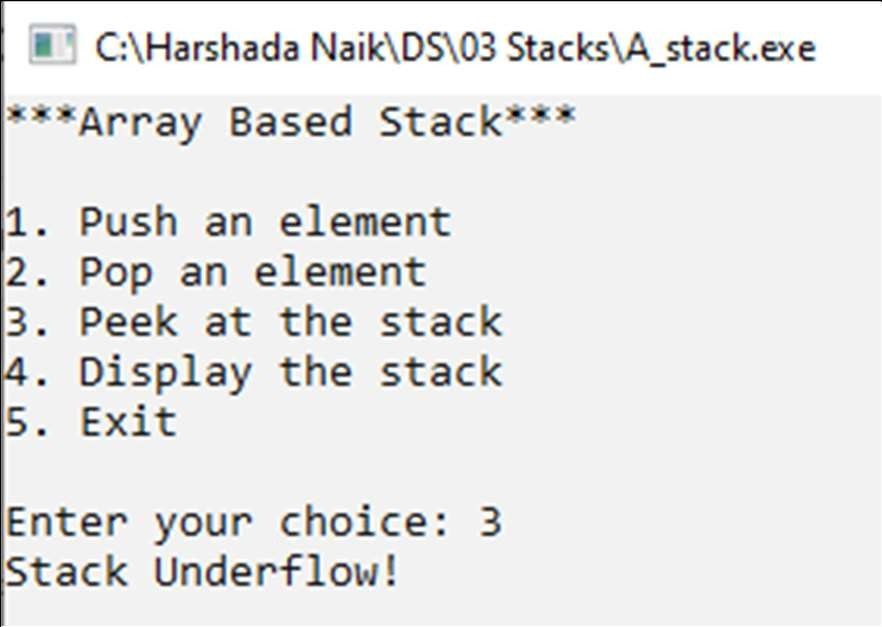 C:\Harshada Naik\DS\03 Stacks\A_stack.exe
***Array Based Stack***
1. Push an element
2. Pop an element
3. Peek at the stack
4. Display the stack
5. Exit
Enter your choice: 3
Stack Underflow!